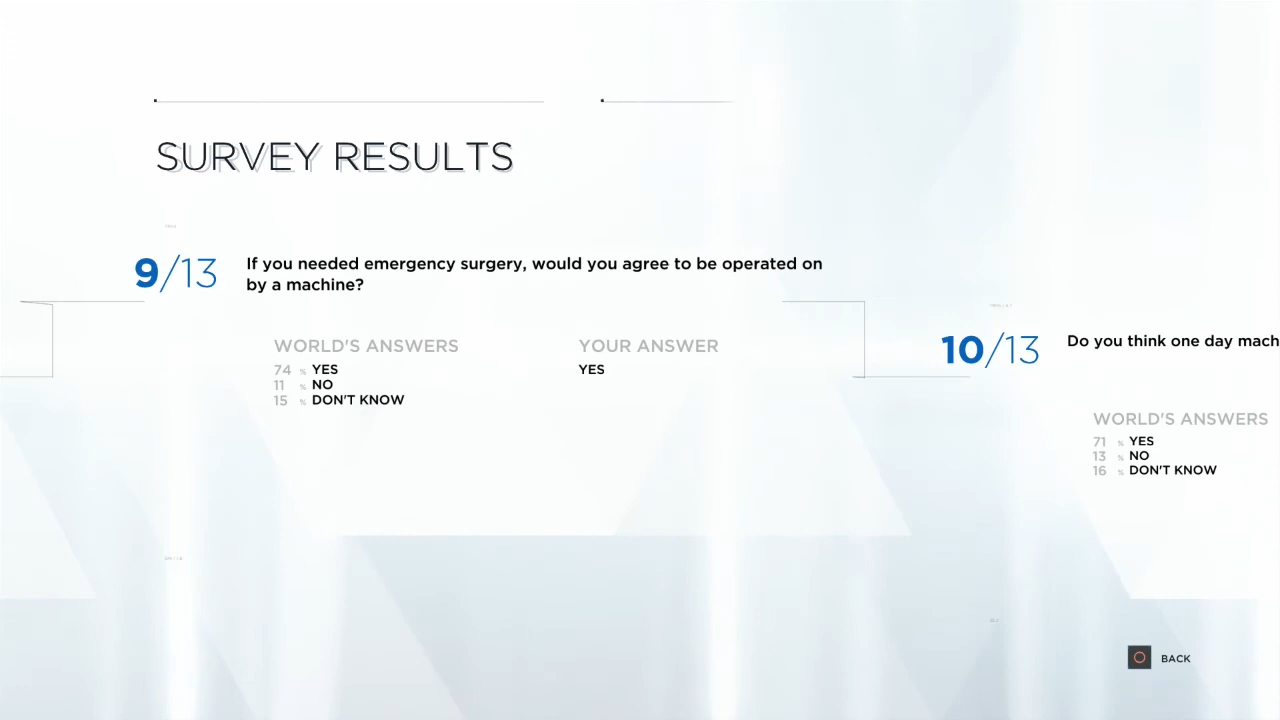 SURVEY RESULTS
9/13
If you needed emergency surgery, would you agree to be operated on
by a machine?
WORLD'S ANSWERS
74 % YES
11 % NO
15 % DON'T KNOW
YOUR ANSWER
YES
10/13
Do you think one day mach
WORLD'S ANSWERS
71 % YES
13 % NO
16 % DON'T KNOW
BACK